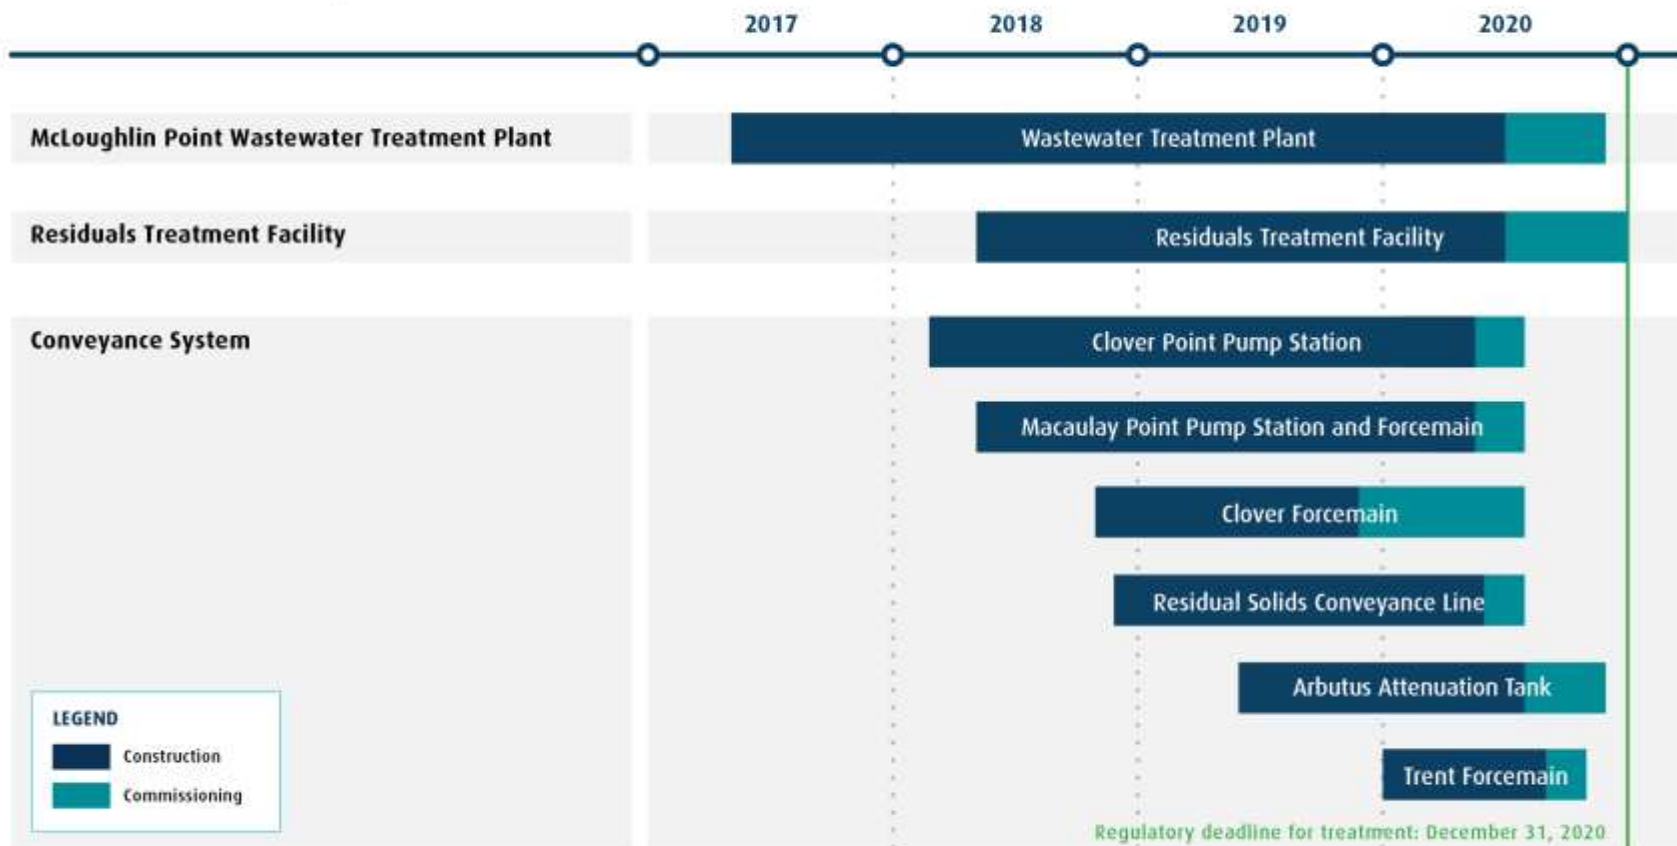 2017 2018 2019 2020
McLoughlin Point Wastewater Treatment Plant
Wastewater Treatment Plant
Residuals Treatment Facility
Residuals Treatment Facility
Conveyance System
Clover Point Pump Station
Macaulay Point Pump Station and Forcemain
Clover Forcemain
Residual Solids Conveyance Line
Arbutus Attenuation Tank
Trent Forcemain
LEGEND
Construction
Commissioning
Regulatory deadline for treatment: December 31, 2020